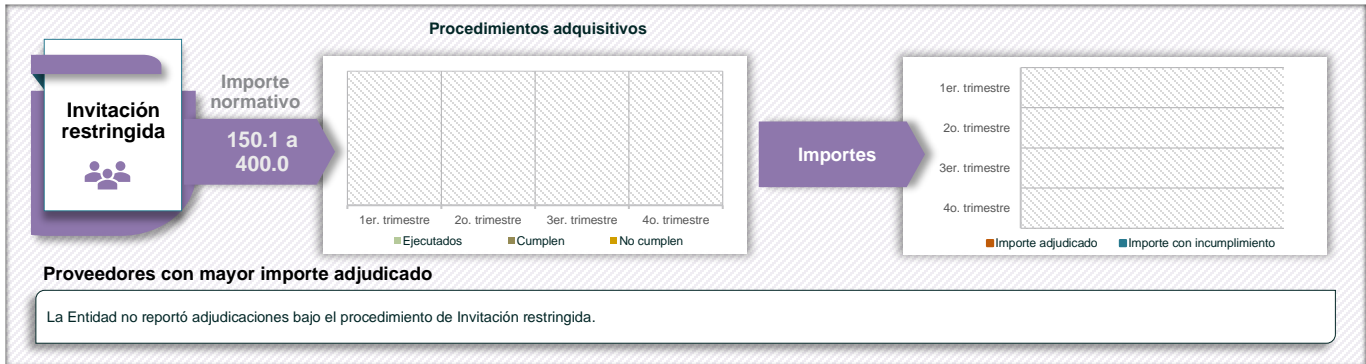 Procedimientos adquisitivos
Invitación
restringida
Importe
normativo
150.1 a
400.0
1er. trimestre 2o. trimestre 3er. trimestre 4o. trimestre
Ejecutados Cumplen No cumplen
Importes
1er. trimestre
2o. trimestre
3er. trimestre
4o. trimestre
Importe adjudicado Importe con incumplimiento
Proveedores con mayor importe adjudicado
La Entidad no reportó adjudicaciones bajo el procedimiento de Invitación restringida.